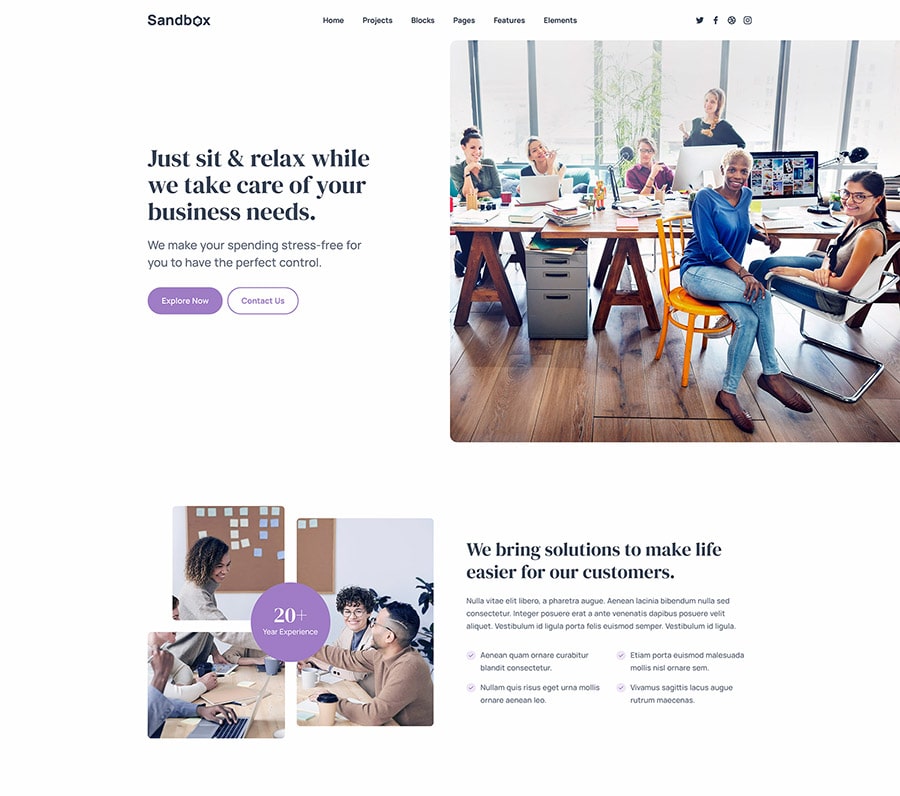 Sandbox
Home Projects Blocks Pages Features Elements
Just sit & relax while
we take care of your
business needs.
We make your spending stress-free for
you to have the perfect control.
Explore Now
Contact Us
20+
Year Experience
We bring solutions to make life
easier for our customers.
Nulla vitae elit libero, a pharetra augue. Aenean lacinia bibendum nulla sed
consectetur. Integer posuere erat a ante venenatis dapibus posuere velit
aliquet. Vestibulum id ligula porta felis euismod semper. Vestibulum id ligula.
Aenean quam ornare curabitur
blandit consectetur.
Nullam quis risus eget urna mollis
ornare aenean leo.
Etiam porta euismod malesuada
mollis nisl ornare sem.
Vivamus sagittis lacus augue
rutrum maecenas.